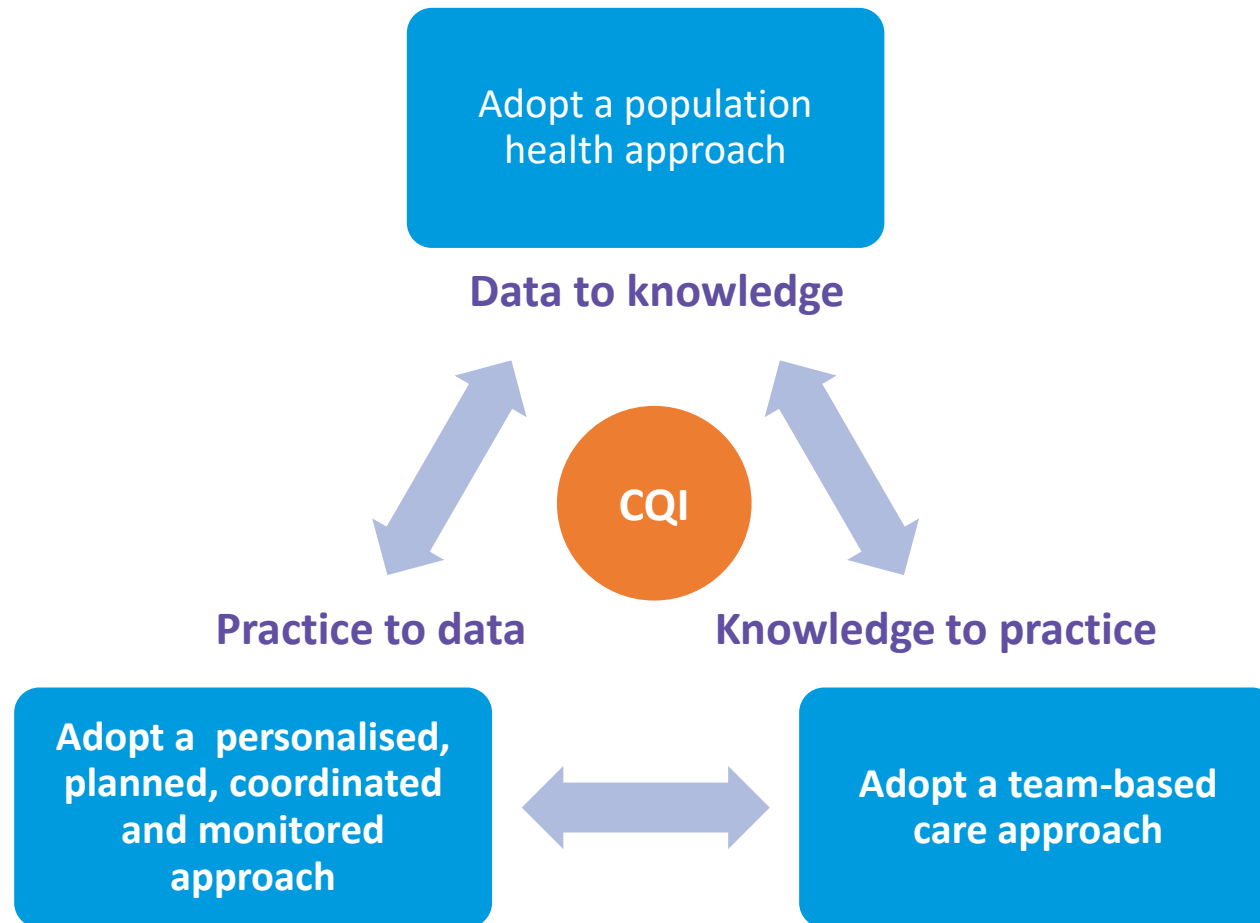 Adopt a population
health approach
Data to knowledge
CQI
Practice to data
Knowledge to practice
Adopt a  personalised,
planned, coordinated
and monitored
approach
Adopt a team-based
care approach